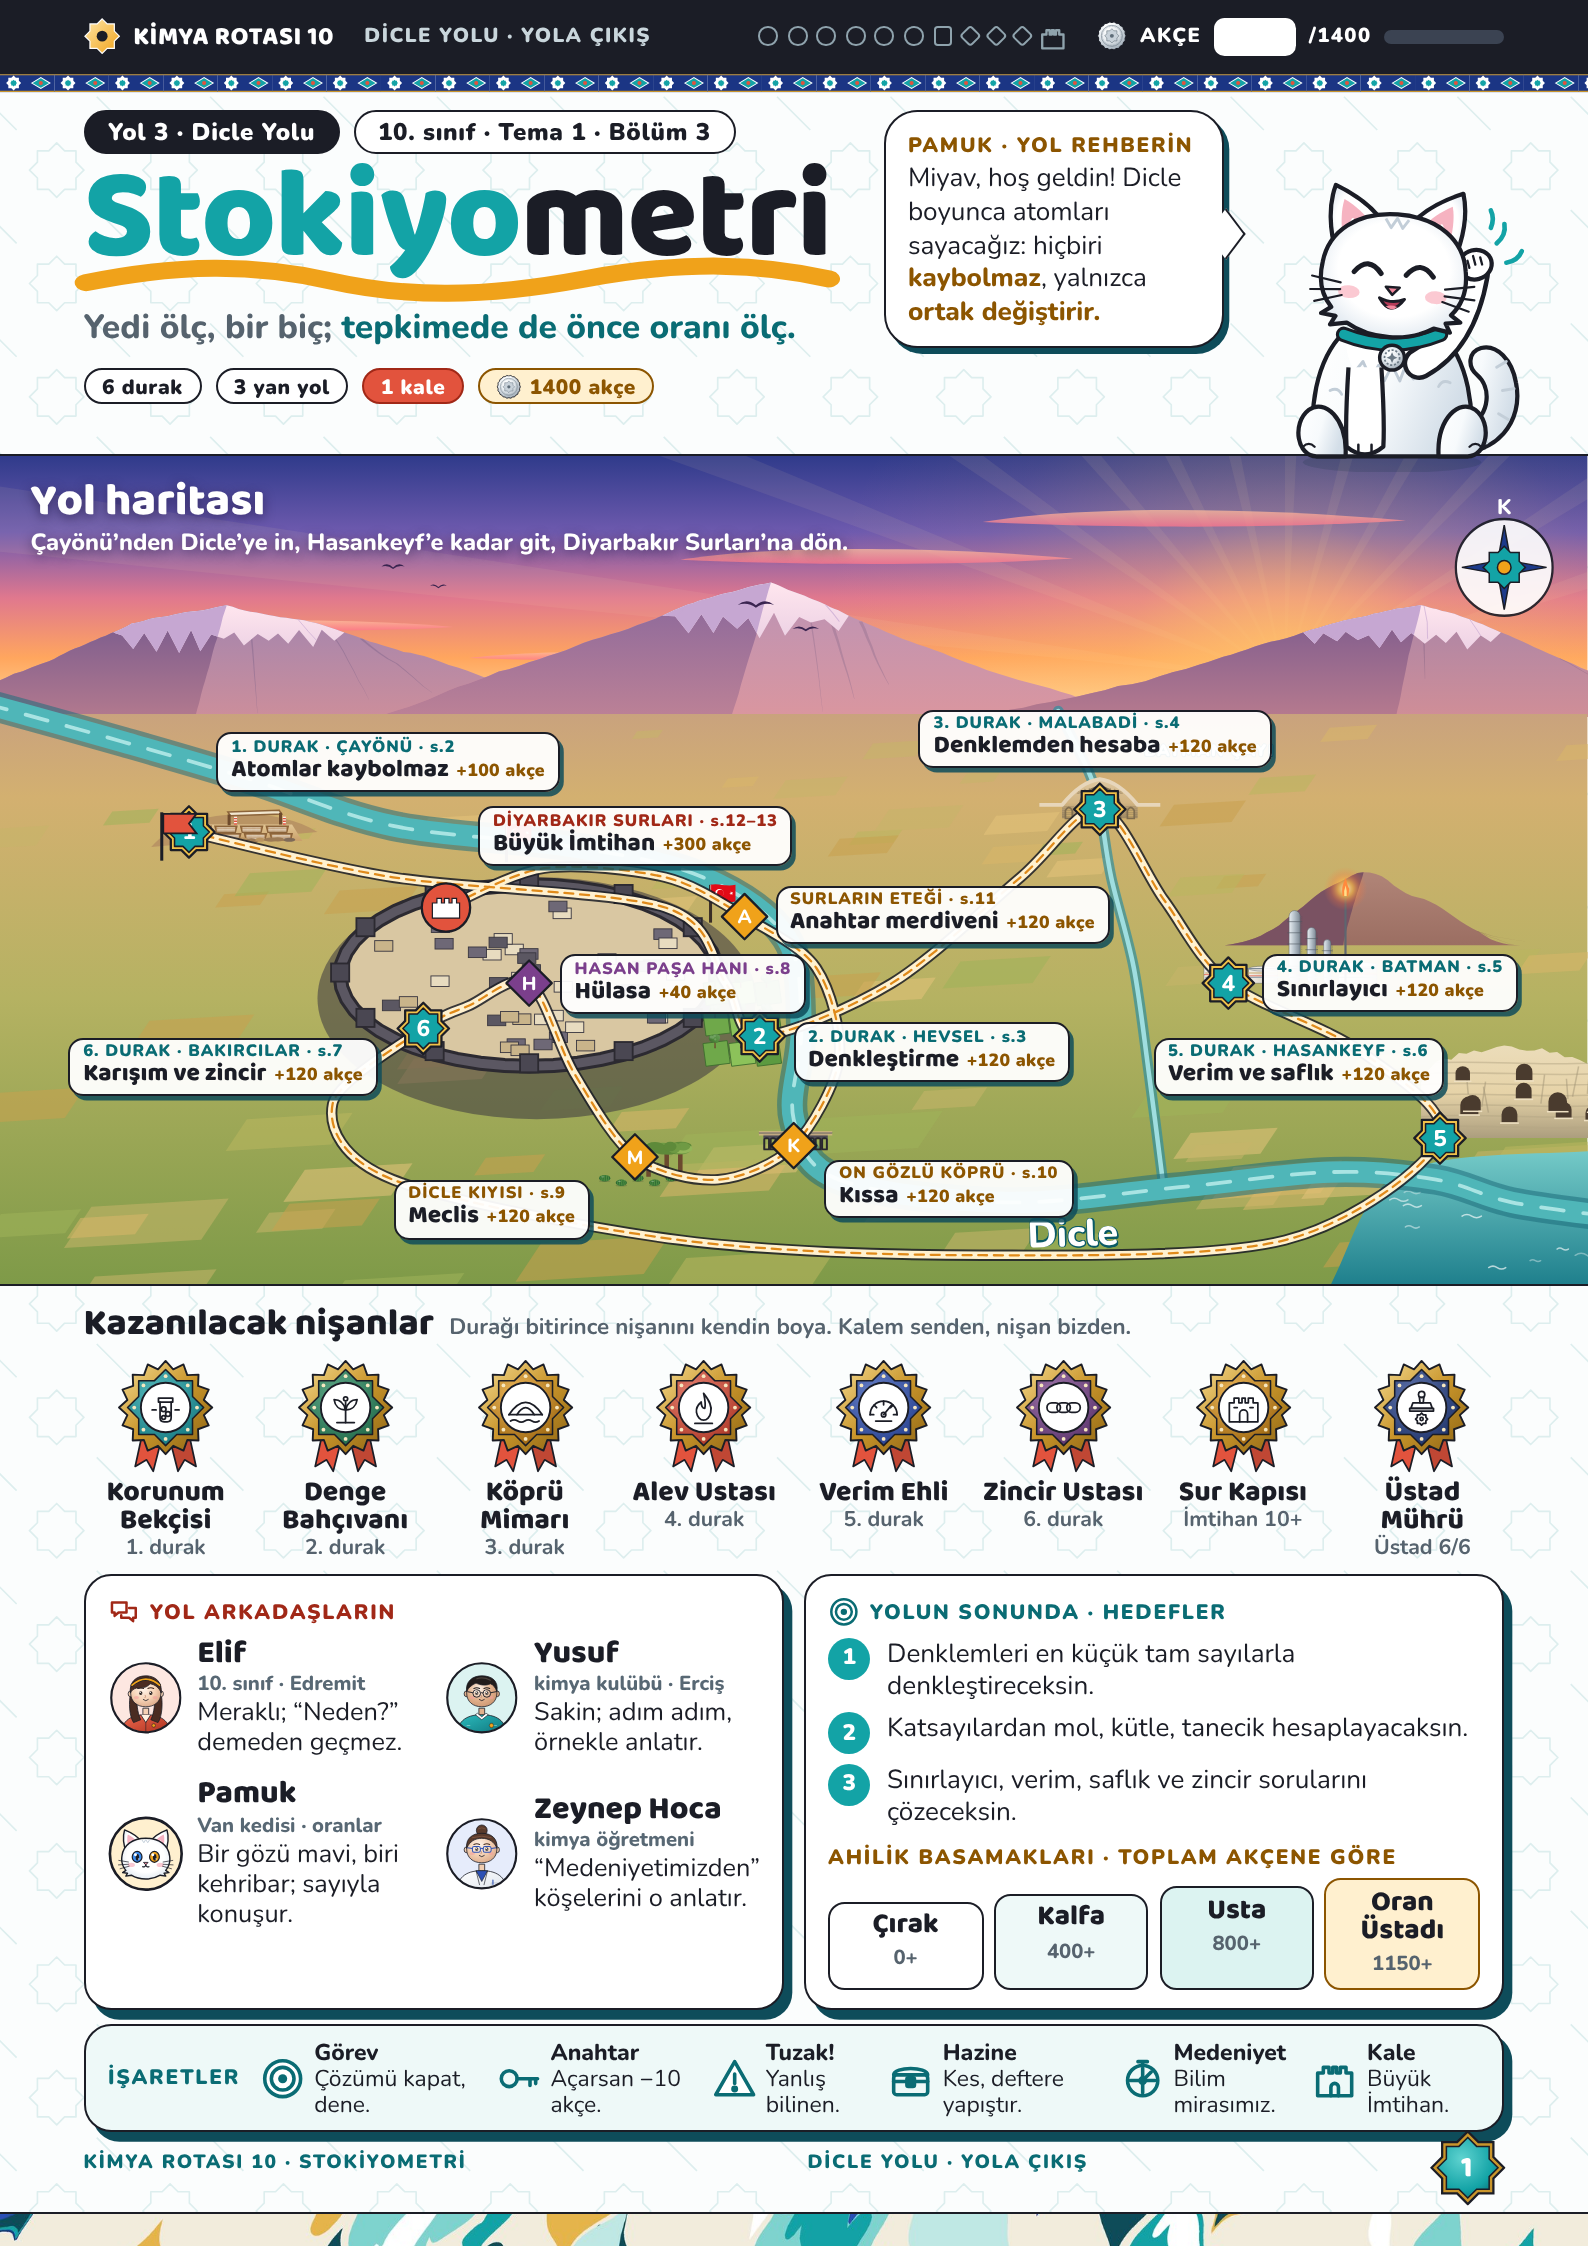 KİMYA ROTASI 10
DİCLE YOLU · YOLA ÇIKIŞ
AKÇE
/1400
Yol 3 · Dicle Yolu
10. sınıf · Tema 1 · Bölüm 3
Stokiyometri
Yedi ölç, bir biç; tepkimede de önce oranı ölç.
6 durak
3 yan yol
1 kale
1400 akçe
PAMUK · YOL REHBERİN
Miyav, hoş geldin! Dicle
boyunca atomları
sayacağız: hiçbiri
kaybolmaz, yalnızca
ortak değiştirir.
Yol haritası
Çayönü’nden Dicle’ye in, Hasankeyf’e kadar git, Diyarbakır Surları’na dön.
K
1. DURAK · ÇAYÖNÜ · s.2
Atomlar kaybolmaz +100 akçe
3. DURAK · MALABADİ · s.4
Denklemden hesaba +120 akçe
3
DİYARBAKIR SURLARI · s.12–13
Büyük İmtihan +300 akçe
SURLARIN ETEĞİ · s.11
Anahtar merdiveni +120 akçe
A
HASAN PAŞA HANI · s.8
Hülasa +40 akçe
H
4. DURAK · BATMAN · s.5
Sınırlayıcı +120 akçe
4
6
2
2. DURAK · HEVSEL · s.3
Denkleştirme +120 akçe
6. DURAK · BAKIRCILAR · s.7
Karışım ve zincir +120 akçe
5. DURAK · HASANKEYF · s.6
Verim ve saflık +120 akçe
5
M
K
ON GÖZLÜ KÖPRÜ · s.10
Kıssa +120 akçe
DİCLE KIYISI · s.9
Meclis +120 akçe
Dicle
Kazanılacak nişanlar
Durağı bitirince nişanını kendin boya. Kalem senden, nişan bizden.
Korunum
Bekçisi
1. durak
Denge
Bahçıvanı
2. durak
Köprü
Mimarı
3. durak
Alev Ustası
4. durak
Verim Ehli
5. durak
Zincir Ustası
6. durak
Sur Kapısı
İmtihan 10+
Üstad
Mührü
Üstad 6/6
YOL ARKADAŞLARIN
Elif
10. sınıf · Edremit
Meraklı; “Neden?”
demeden geçmez.
Yusuf
kimya kulübü · Erciş
Sakin; adım adım,
örnekle anlatır.
Pamuk
Van kedisi · oranlar
Bir gözü mavi, biri
kehribar; sayıyla
konuşur.
Zeynep Hoca
kimya öğretmeni
“Medeniyetimizden”
köşelerini o anlatır.
YOLUN SONUNDA · HEDEFLER
1
Denklemleri en küçük tam sayılarla
denkleştireceksin.
2
Katsayılardan mol, kütle, tanecik hesaplayacaksın.
3
Sınırlayıcı, verim, saflık ve zincir sorularını
çözeceksin.
AHİLİK BASAMAKLARI · TOPLAM AKÇENE GÖRE
Çırak
0+
Kalfa
400+
Usta
800+
Oran
Üstadı
1150+
İŞARETLER
Görev
Çözümü kapat,
dene.
Anahtar
Açarsan −10
akçe.
Tuzak!
Yanlış
bilinen.
Hazine
Kes, deftere
yapıştır.
Medeniyet
Bilim
mirasımız.
Kale
Büyük
İmtihan.
KİMYA ROTASI 10 · STOKİYOMETRİ
DİCLE YOLU · YOLA ÇIKIŞ
1